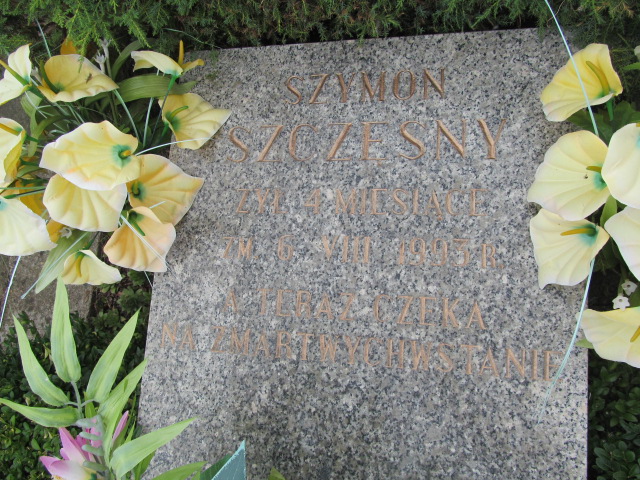 SZYMON
SZCZESNY
ŻYŁ 4 MIESIĄCE
ZM. 6. VIII. 1993 R.
A TERAZ CZEKA
NA ZMARTWYCHWSTANIE